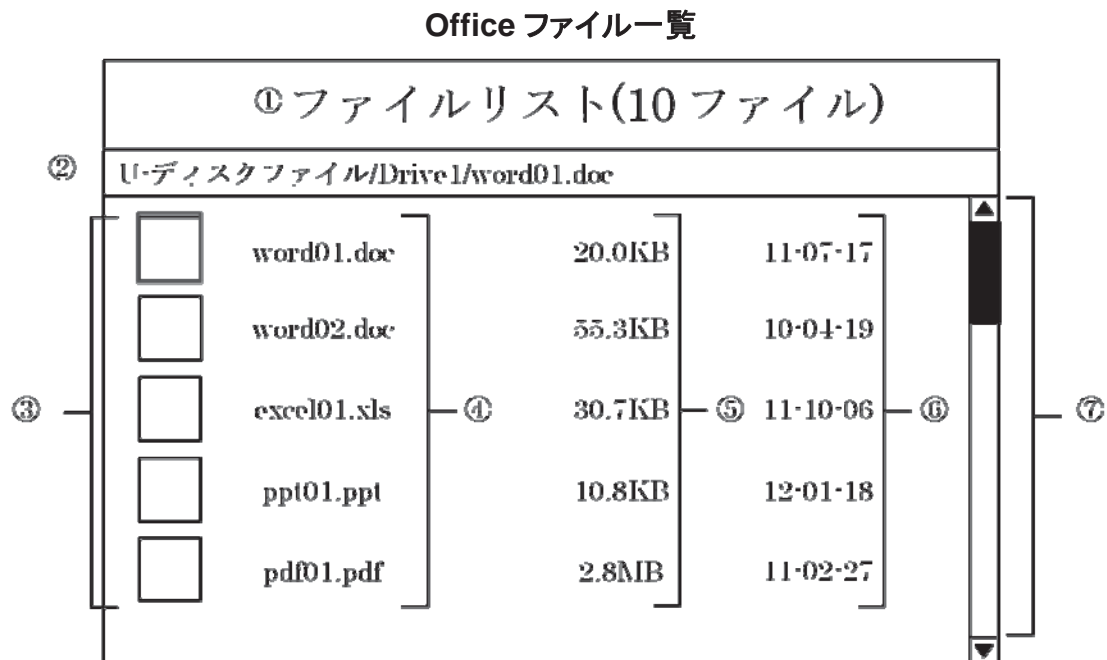 Office ファイル一覧
①ファイルリスト(10 ファイル)
② U-ディスクファイル/Drive1/word01.doc
word01.doc 20.0KB 11-07-17
word02.doc 55.3KB 10-04-19
③ excel01.xls ④ 30.7KB ⑤ 11-10-06 ⑥ ⑦
ppt01.ppt 10.8KB 12-01-18
pdf01.pdf 2.8MB 11-02-27